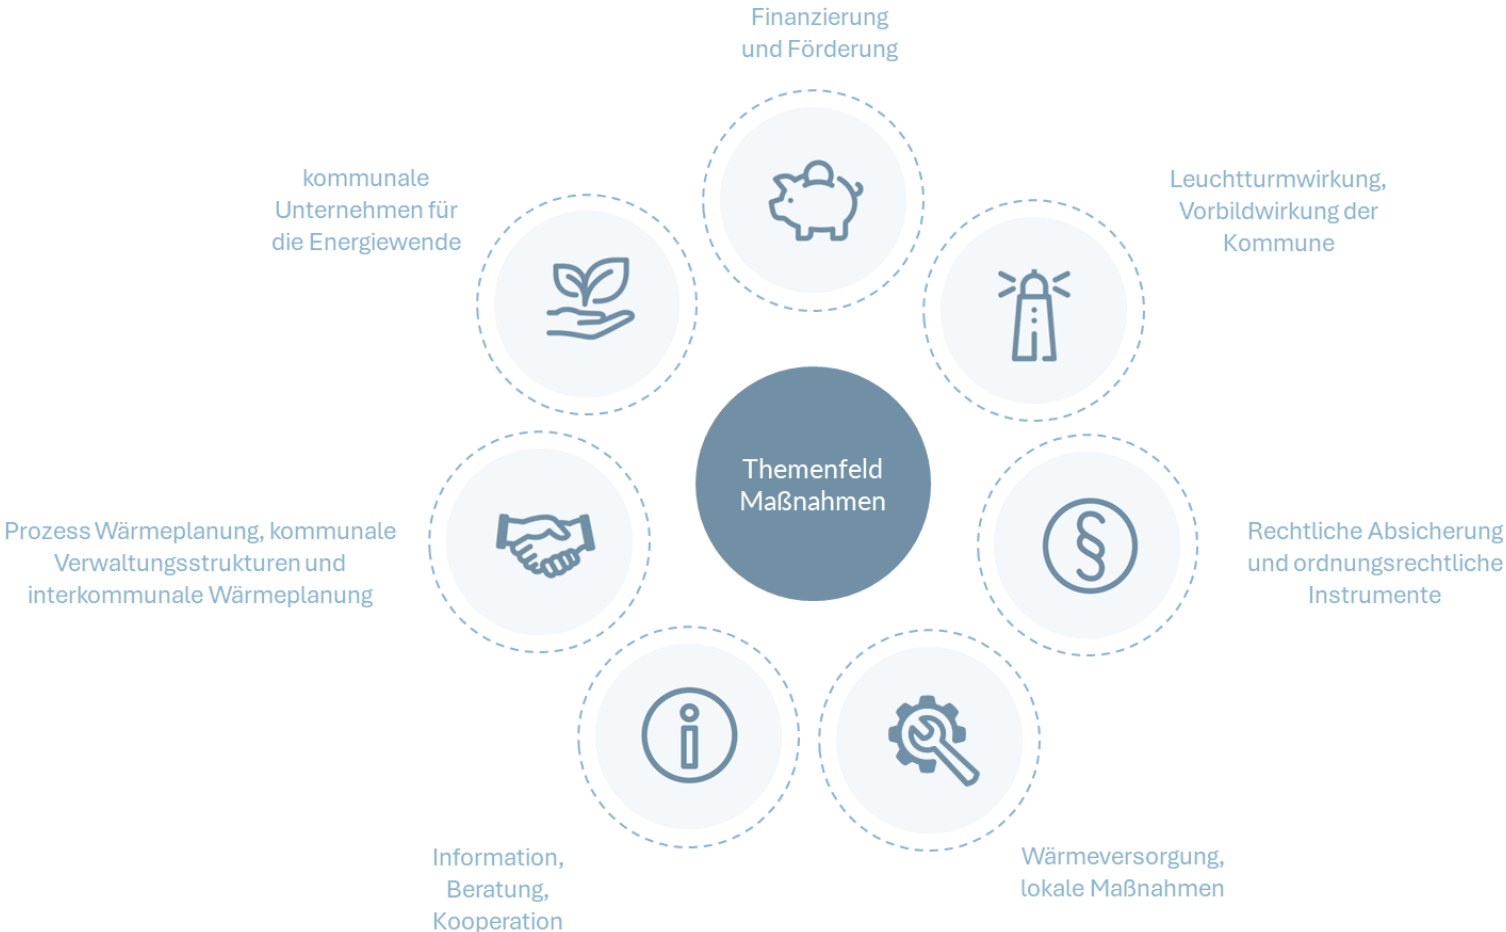 Finanzierung
und Förderung
kommunale
Unternehmen für
die Energiewende
Leuchtturmwirkung,
Vorbildwirkung der
Kommune
Themenfeld
Maßnahmen
Prozess Wärmeplanung, kommunale
Verwaltungsstrukturen und
interkommunale Wärmeplanung
Rechtliche Absicherung
und ordnungsrechtliche
Instrumente
Information,
Beratung,
Kooperation
Wärmeversorgung,
lokale Maßnahmen